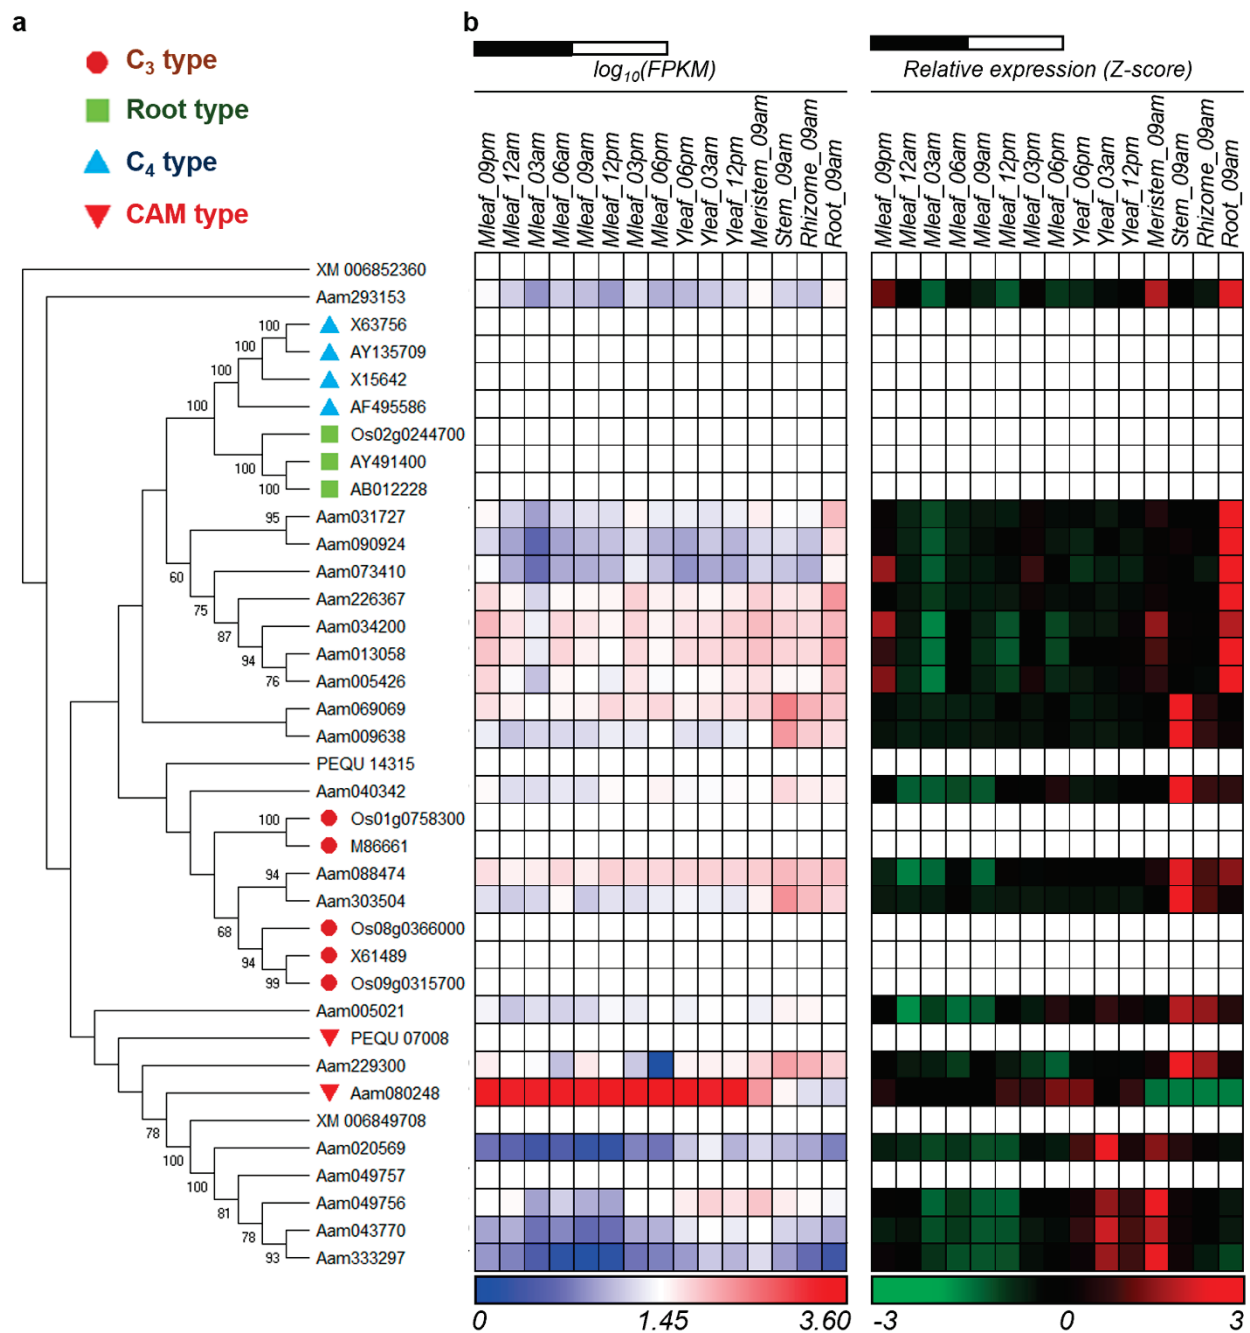 a
b
C3 type
Root type
C4 type
CAM type
log10(FPKM)
Relative expression (Z-score)
Mleaf_09pm
Mleaf_12am
Mleaf_03am
Mleaf_06am
Mleaf_09am
Mleaf_12pm
Mleaf_03pm
Mleaf_06pm
Yleaf_06pm
Yleaf_03am
Yleaf_12pm
Meristem_09am
Stem_09am
Rhizome_09am
Root_09am
Mleaf_09pm
Mleaf_12am
Mleaf_03am
Mleaf_06am
Mleaf_09am
Mleaf_12pm
Mleaf_03pm
Mleaf_06pm
Yleaf_06pm
Yleaf_03am
Yleaf_12pm
Meristem_09am
Stem_09am
Rhizome_09am
Root_09am
XM 006852360
Aam293153
100 X63756
100 AY135709
100 X15642
100 AF495586
Os02g0244700
100 AY491400
100 AB012228
95 Aam031727
Aam090924
60 Aam073410
75 Aam226367
87 Aam034200
94 Aam013058
76 Aam005426
Aam069069
Aam009638
PEQU 14315
Aam040342
100 Os01g0758300
M86661
94 Aam088474
Aam303504
68 Os08g0366000
94 X61489
99 Os09g0315700
Aam005021
PEQU 07008
Aam229300
Aam080248
78 XM 006849708
100 Aam020569
100 Aam049757
81 Aam049756
78 Aam043770
93 Aam333297
0 1.45 3.60
-3 0 3